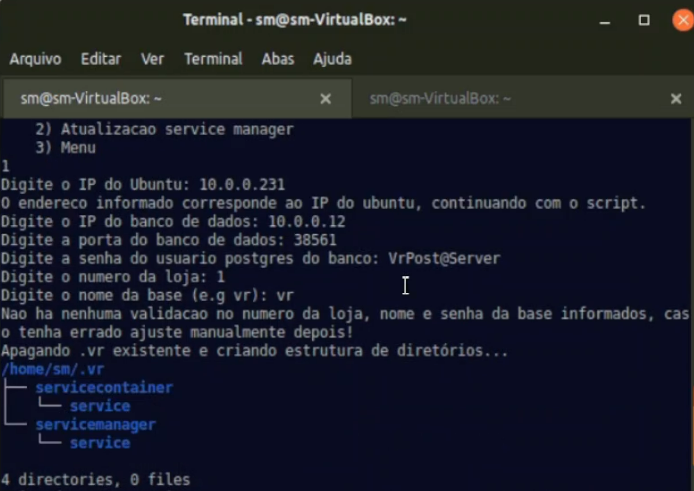 Terminal - sm@sm-VirtualBox: ~
Arquivo Editar Ver Terminal Abas Ajuda
sm@sm-VirtualBox: ~ sm@sm-VirtualBox: ~
2) Atualizacao service manager
3) Menu
1
Digite o IP do Ubuntu: 10.0.0.231
O endereco informado corresponde ao IP do ubuntu, continuando com o script.
Digite o IP do banco de dados: 10.0.0.12
Digite a porta do banco de dados: 38561
Digite a senha do usuario postgres do banco: VrPost@Server
Digite o numero da loja: 1
Digite o nome da base (e.g vr): vr
Nao ha nenhuma validacao no numero da loja, nome e senha da base informados, cas
o tenha errado ajuste manualmente depois!
Apagando .vr existente e criando estrutura de diretórios...
/home/sm/.vr
├── servicecontainer
│   └── service
└── servicemanager
    └── service
4 directories, 0 files